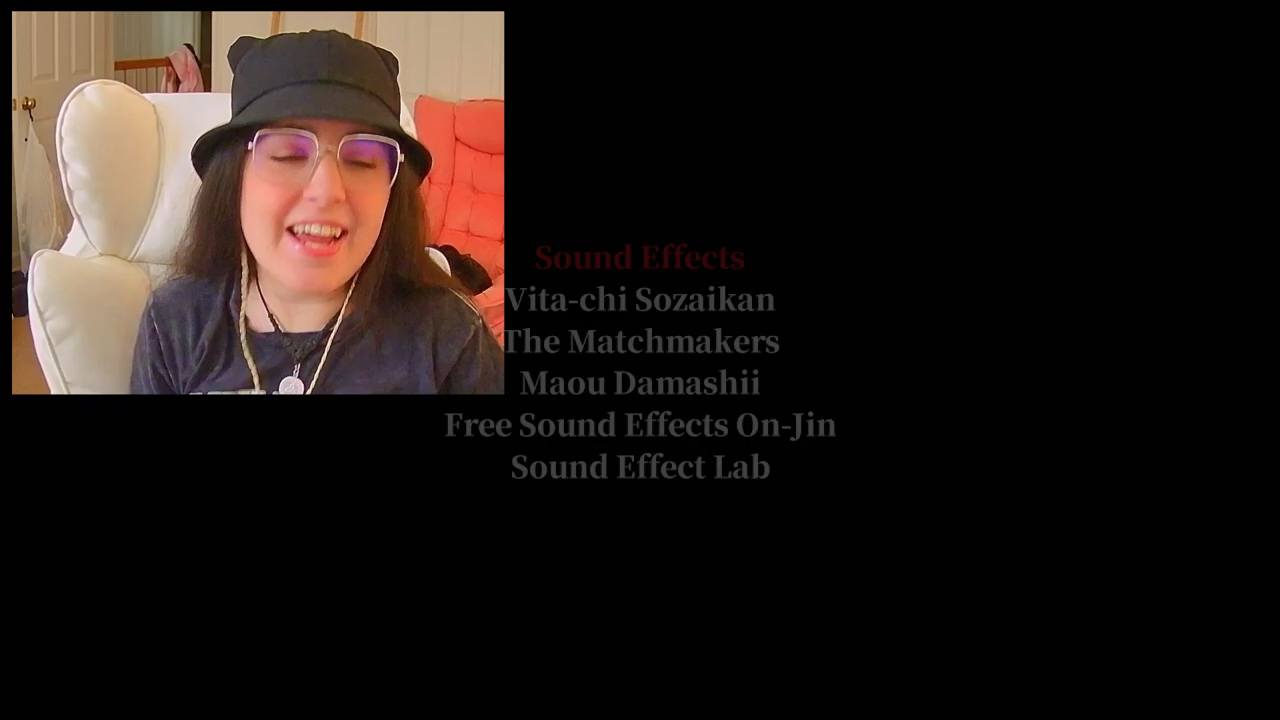 Sound Effects
Vita-chi Sozaikan
The Matchmakers
Maou Damashii
Free Sound Effects On-Jin
Sound Effect Lab